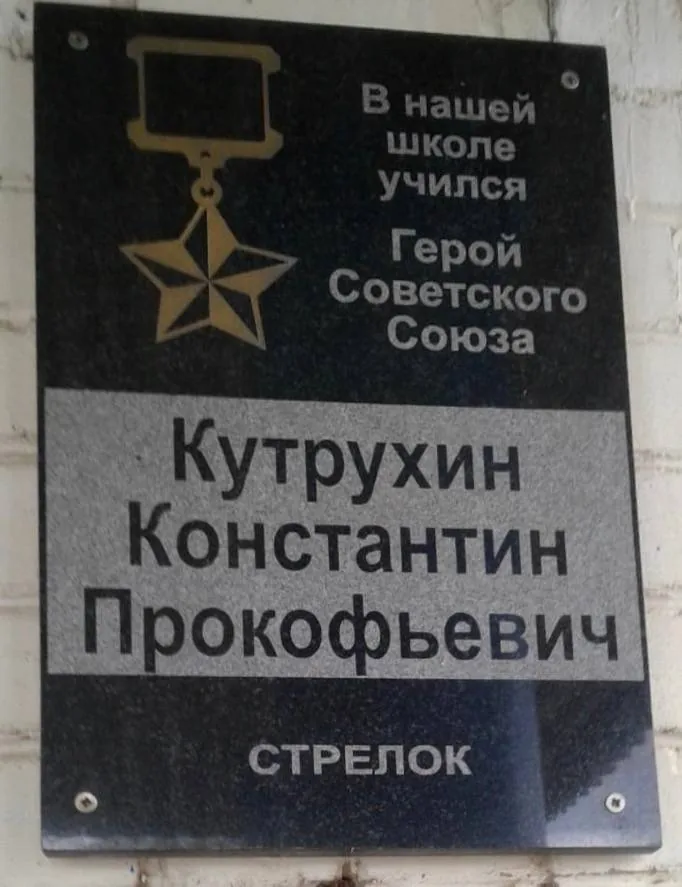 В нашей
школе
учился
Герой
Советского
Союза
Кутрухин
Константин
Прокофьевич
СТРЕЛОК